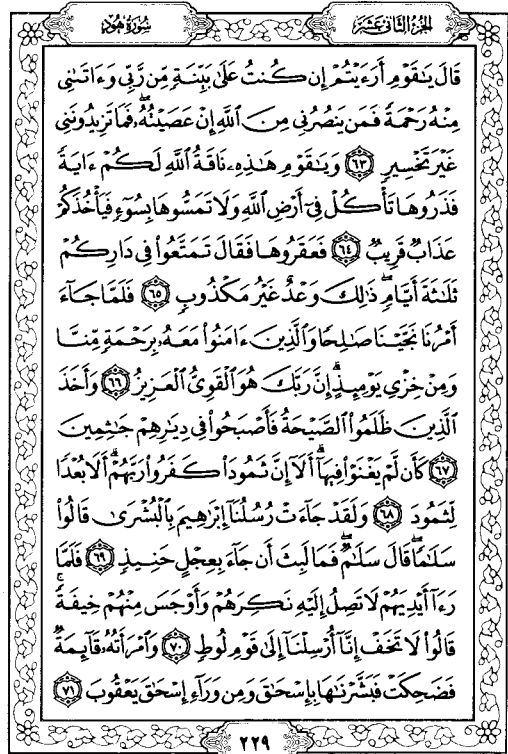 الجزء الثاني عشر
سورة هود
قَالَ يَٰقَوْمِ أَرَءَيْتُمْ إِن كُنتُ عَلَىٰ بَيِّنَةٍ مِّن رَّبِّي وَءَاتَىٰنِي
مِنْهُ رَحْمَةً فَمَن يَنصُرُنِي مِنَ ٱللَّهِ إِنْ عَصَيْتُهُۥ ۖ فَمَا تَزِيدُونَنِي
غَيْرَ تَخْسِيرٍ ٦٣ وَيَٰقَوْمِ هَٰذِهِۦ نَاقَةُ ٱللَّهِ لَكُمْ ءَايَةً
فَذَرُوهَا تَأْكُلْ فِيٓ أَرْضِ ٱللَّهِ وَلَا تَمَسُّوهَا بِسُوٓءٍ فَيَأْخُذَكُمْ
عَذَابٌ قَرِيبٌ ٦٤ فَعَقَرُوهَا فَقَالَ تَمَتَّعُوا۟ فِي دَارِكُمْ
ثَلَٰثَةَ أَيَّامٍ ۖ ذَٰلِكَ وَعْدٌ غَيْرُ مَكْذُوبٍ ٦٥ فَلَمَّا جَآءَ
أَمْرُنَا نَجَّيْنَا صَٰلِحًا وَٱلَّذِينَ ءَامَنُوا۟ مَعَهُۥ بِرَحْمَةٍ مِّنَّا
وَمِنْ خِزْيِ يَوْمِئِذٍ ۗ إِنَّ رَبَّكَ هُوَ ٱلْقَوِيُّ ٱلْعَزِيزُ ٦٦ وَأَخَذَ
ٱلَّذِينَ ظَلَمُوا۟ ٱلصَّيْحَةُ فَأَصْبَحُوا۟ فِي دِيَٰرِهِمْ جَٰثِمِينَ
٦٧ كَأَن لَّمْ يَغْنَوْا۟ فِيهَآ ۗ أَلَآ إِنَّ ثَمُودَا۟ كَفَرُوا۟ رَبَّهُمْ ۗ أَلَا بُعْدًا
لِّثَمُودَ ٦٨ وَلَقَدْ جَآءَتْ رُسُلُنَآ إِبْرَٰهِيمَ بِٱلْبُشْرَىٰ قَالُوا۟
سَلَٰمًا ۖ قَالَ سَلَٰمٌ ۖ فَمَا لَبِثَ أَن جَآءَ بِعِجْلٍ حَنِيذٍ ٦٩ فَلَمَّا
رَءَآ أَيْدِيَهُمْ لَا تَصِلُ إِلَيْهِ نَكِرَهُمْ وَأَوْجَسَ مِنْهُمْ خِيفَةً ۚ
قَالُوا۟ لَا تَخَفْ إِنَّآ أُرْسِلْنَآ إِلَىٰ قَوْمِ لُوطٍ ٧٠ وَٱمْرَأَتُهُۥ قَآئِمَةٌ
فَضَحِكَتْ فَبَشَّرْنَٰهَا بِإِسْحَٰقَ وَمِن وَرَآءِ إِسْحَٰقَ يَعْقُوبَ ٧١
٢٢٩